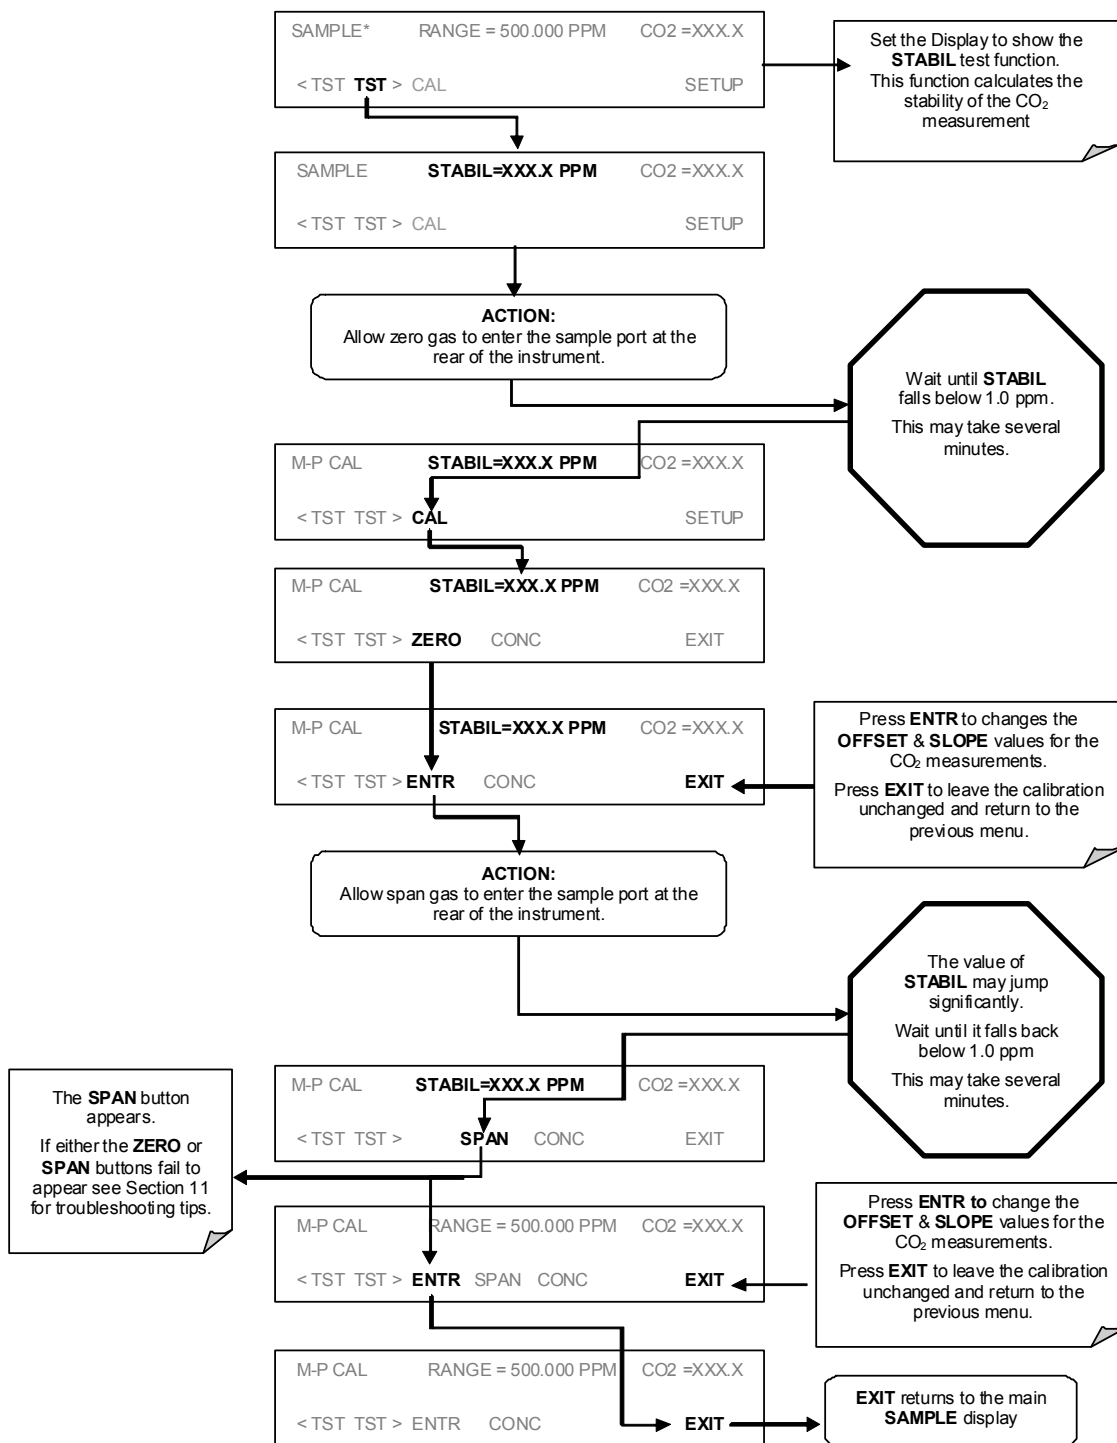 SAMPLE* RANGE = 500.000 PPM CO2 =XXX.X
< TST TST > CAL SETUP
Set the Display to show the
STABIL test function.
This function calculates the
stability of the CO₂
measurement
SAMPLE STABIL=XXX.X PPM CO2 =XXX.X
< TST TST > CAL SETUP
ACTION:
Allow zero gas to enter the sample port at the
rear of the instrument.
Wait until STABIL
falls below 1.0 ppm.
This may take several
minutes.
M-P CAL STABIL=XXX.X PPM CO2 =XXX.X
< TST TST > CAL SETUP
M-P CAL STABIL=XXX.X PPM CO2 =XXX.X
< TST TST > ZERO CONC EXIT
M-P CAL STABIL=XXX.X PPM CO2 =XXX.X
< TST TST > ENTR CONC EXIT
Press ENTR to changes the
OFFSET & SLOPE values for the
CO₂ measurements.
Press EXIT to leave the calibration
unchanged and return to the
previous menu.
ACTION:
Allow span gas to enter the sample port at the
rear of the instrument.
The value of
STABIL may jump
significantly.
Wait until it falls back
below 1.0 ppm
This may take several
minutes.
M-P CAL STABIL=XXX.X PPM CO2 =XXX.X
< TST TST > SPAN CONC EXIT
The SPAN button
appears.
If either the ZERO or
SPAN buttons fail to
appear see Section 11
for troubleshooting tips.
M-P CAL RANGE = 500.000 PPM CO2 =XXX.X
< TST TST > ENTR SPAN CONC EXIT
Press ENTR to change the
OFFSET & SLOPE values for the
CO₂ measurements.
Press EXIT to leave the calibration
unchanged and return to the
previous menu.
M-P CAL RANGE = 500.000 PPM CO2 =XXX.X
< TST TST > ENTR CONC EXIT
EXIT returns to the main
SAMPLE display